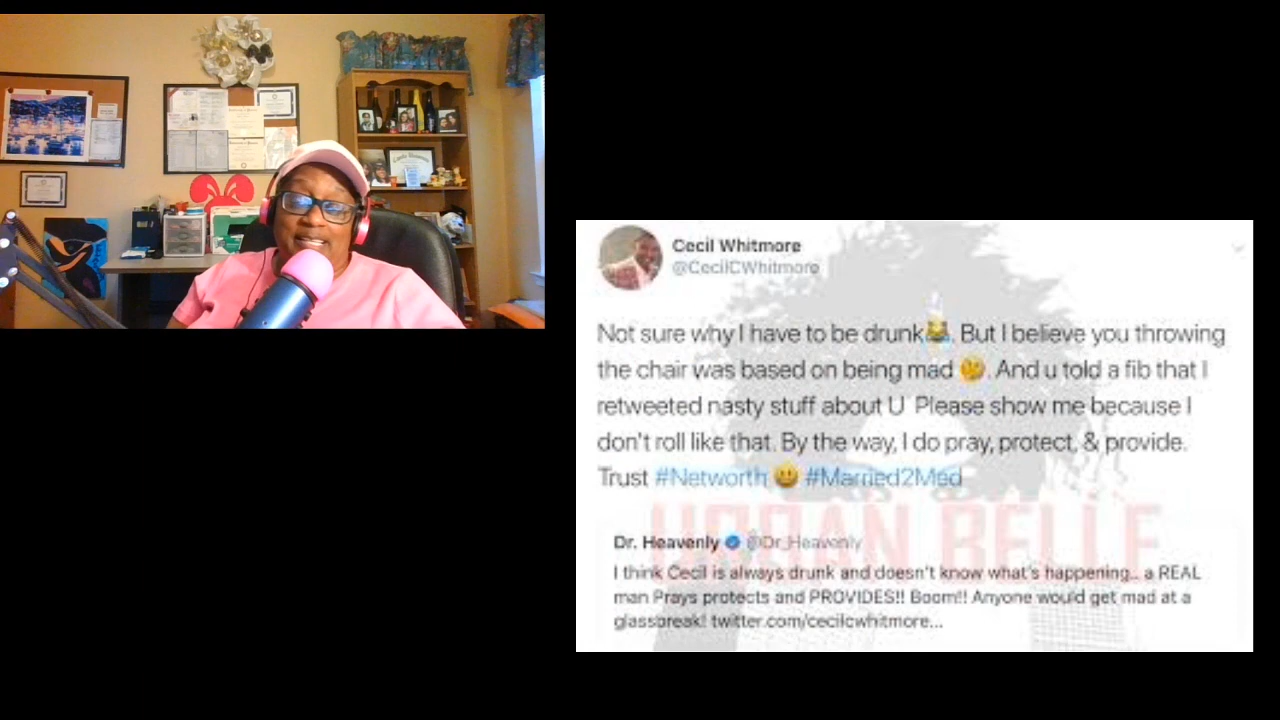 Cecil Whitmore
@CecilCWhitmore
Not sure why I have to be drunk😹. But I believe you throwing
the chair was based on being mad 🤔. And u told a fib that I
retweeted nasty stuff about U Please show me because I
don't roll like that. By the way, I do pray, protect, & provide.
Trust #Networth 😃 #Married2Med
URBAN BELLE
Dr. Heavenly @Dr_Heavenly
I think Cecil is always drunk and doesn't know what's happening.. a REAL
man Prays protects and PROVIDES!! Boom!! Anyone would get mad at a
glassbreak! twitter.com/cecilcwhitmore...